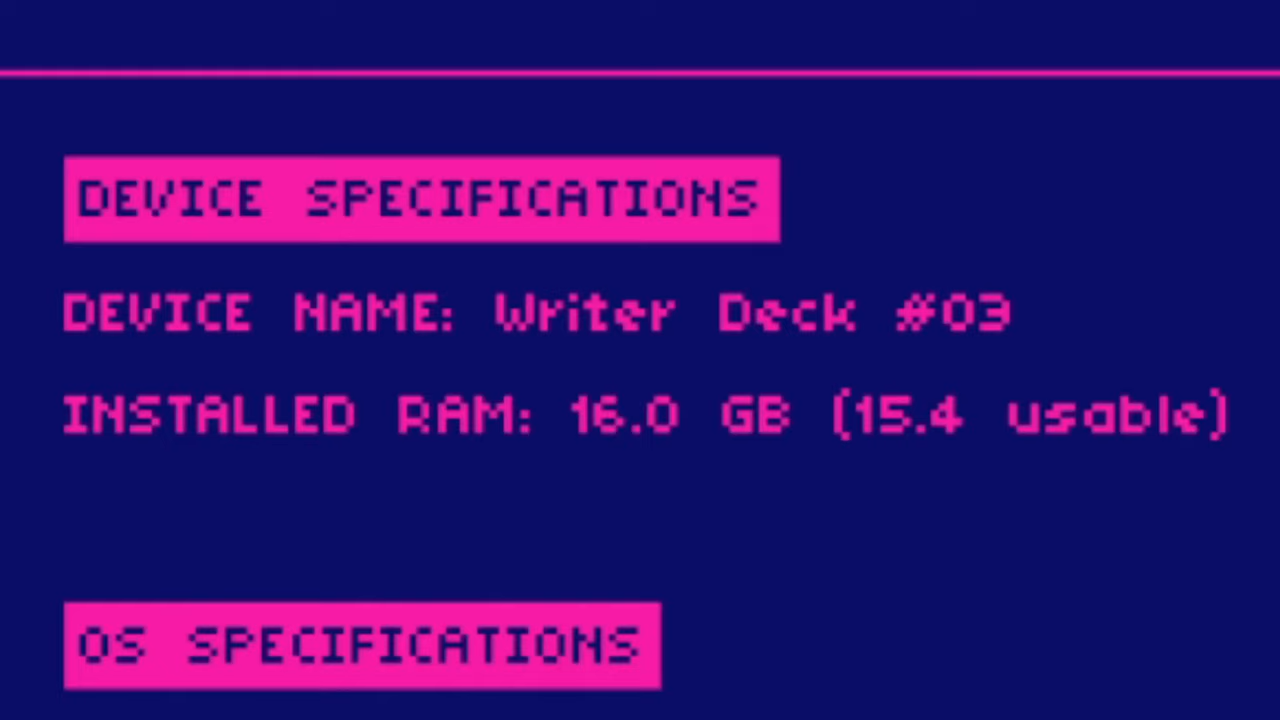 DEVICE SPECIFICATIONS
DEVICE NAME: Writer Deck #03
INSTALLED RAM: 16.0 GB (15.4 usable)
OS SPECIFICATIONS